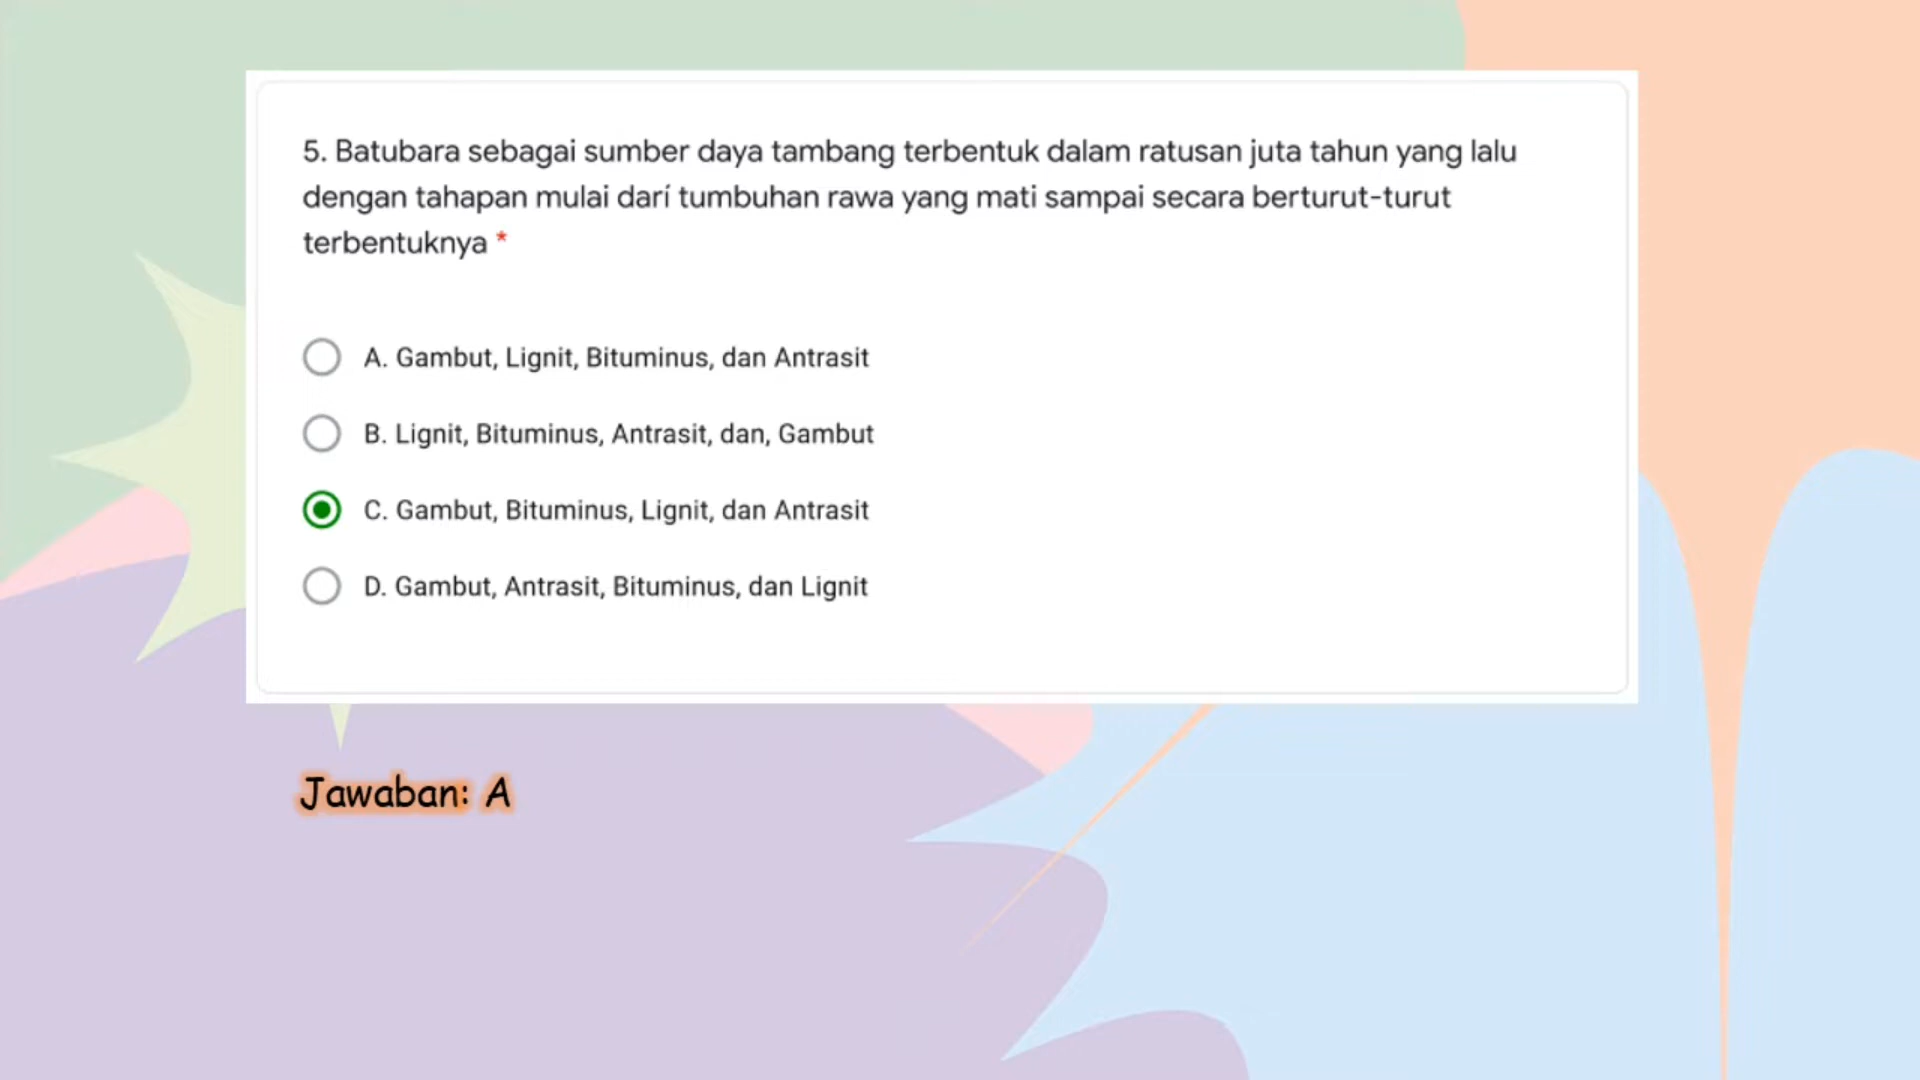 5. Batubara sebagai sumber daya tambang terbentuk dalam ratusan juta tahun yang lalu
dengan tahapan mulai darí tumbuhan rawa yang mati sampai secara berturut-turut
terbentuknya *
A. Gambut, Lignit, Bituminus, dan Antrasit
B. Lignit, Bituminus, Antrasit, dan, Gambut
C. Gambut, Bituminus, Lignit, dan Antrasit
D. Gambut, Antrasit, Bituminus, dan Lignit
Jawaban: A